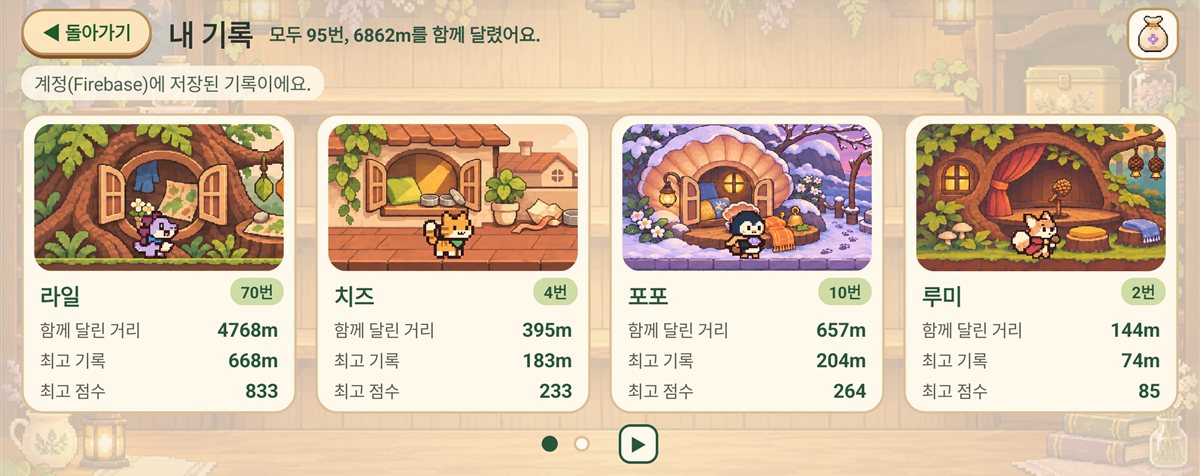 ◀ 돌아가기
내 기록
모두 95번, 6862m를 함께 달렸어요.
계정(Firebase)에 저장된 기록이에요.
라일 70번
함께 달린 거리 4768m
최고 기록 668m
최고 점수 833
치즈 4번
함께 달린 거리 395m
최고 기록 183m
최고 점수 233
포포 10번
함께 달린 거리 657m
최고 기록 204m
최고 점수 264
루미 2번
함께 달린 거리 144m
최고 기록 74m
최고 점수 85